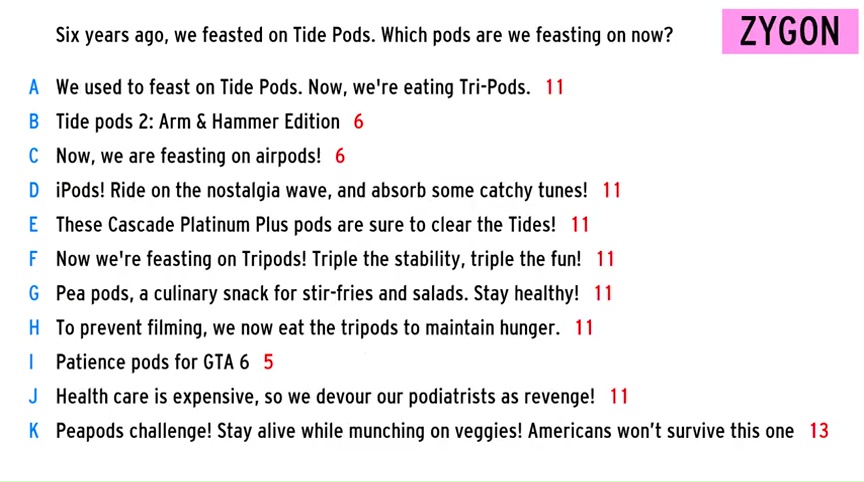 Six years ago, we feasted on Tide Pods. Which pods are we feasting on now?
ZYGON
A We used to feast on Tide Pods. Now, we're eating Tri-Pods. 11
B Tide pods 2: Arm & Hammer Edition 6
C Now, we are feasting on airpods! 6
D iPods! Ride on the nostalgia wave, and absorb some catchy tunes! 11
E These Cascade Platinum Plus pods are sure to clear the Tides! 11
F Now we're feasting on Tripods! Triple the stability, triple the fun! 11
G Pea pods, a culinary snack for stir-fries and salads. Stay healthy! 11
H To prevent filming, we now eat the tripods to maintain hunger. 11
I Patience pods for GTA 6 5
J Health care is expensive, so we devour our podiatrists as revenge! 11
K Peapods challenge! Stay alive while munching on veggies! Americans won’t survive this one 13